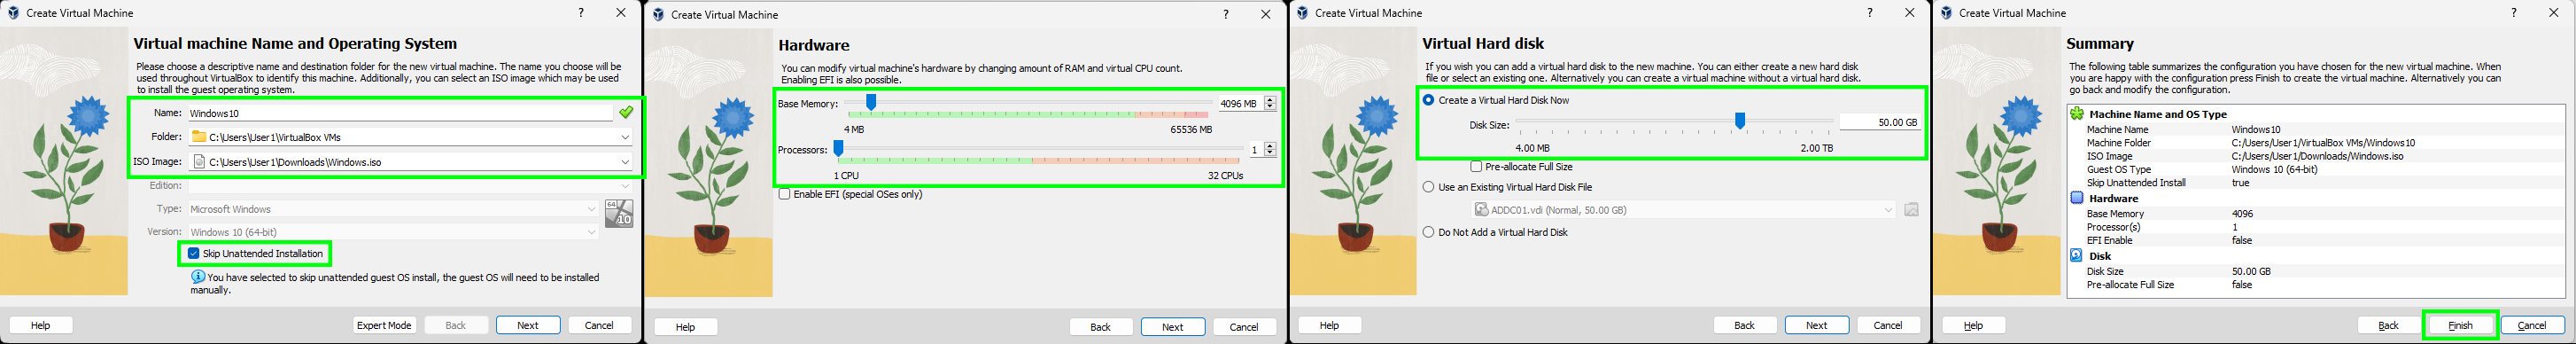 Create Virtual Machine
?
Virtual machine Name and Operating System
Please choose a descriptive name and destination folder for the new virtual machine. The name you choose will be
used throughout VirtualBox to identify this machine. Additionally, you can select an ISO image which may be used
to install the guest operating system.
Name: Windows10
Folder: C:\Users\User1\VirtualBox VMs
ISO Image: C:\Users\User1\Downloads\Windows.iso
Edition:
Type: Microsoft Windows
64
10
Version: Windows 10 (64-bit)
Skip Unattended Installation
You have selected to skip unattended guest OS install, the guest OS will need to be installed
manually.
Help Expert Mode Back Next Cancel
Create Virtual Machine
?
Hardware
You can modify virtual machine's hardware by changing amount of RAM and virtual CPU count.
Enabling EFI is also possible.
Base Memory: 4096 MB
4 MB 65536 MB
Processors: 1
1 CPU 32 CPUs
Enable EFI (special OSes only)
Help Back Next Cancel
Create Virtual Machine
?
Virtual Hard disk
If you wish you can add a virtual hard disk to the new machine. You can either create a new hard disk
file or select an existing one. Alternatively you can create a virtual machine without a virtual hard disk.
Create a Virtual Hard Disk Now
Disk Size: 50.00 GB
4.00 MB 2.00 TB
Pre-allocate Full Size
Use an Existing Virtual Hard Disk File
ADDC01.vdi (Normal, 50.00 GB)
Do Not Add a Virtual Hard Disk
Help Back Next Cancel
Create Virtual Machine
?
Summary
The following table summarizes the configuration you have chosen for the new virtual machine. When
you are happy with the configuration press Finish to create the virtual machine. Alternatively you can
go back and modify the configuration.
Machine Name and OS Type
Machine Name Windows10
Machine Folder C:/Users/User1/VirtualBox VMs/Windows10
ISO Image C:/Users/User1/Downloads/Windows.iso
Guest OS Type Windows 10 (64-bit)
Skip Unattended Install true
Hardware
Base Memory 4096
Processor(s) 1
EFI Enable false
Disk
Disk Size 50.00 GB
Pre-allocate Full Size false
Help Back Finish Cancel